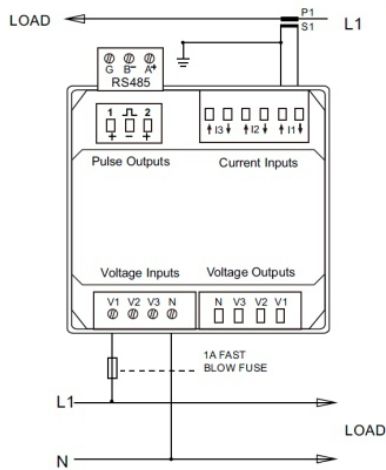 P1
LOAD
L1
S1
G B- A+
RS485
1 2
+ - +
I3 I2 I1
Pulse Outputs
Current Inputs
Voltage Inputs
Voltage Outputs
V1 V2 V3 N
N V3 V2 V1
1A FAST
BLOW FUSE
L1
LOAD
N